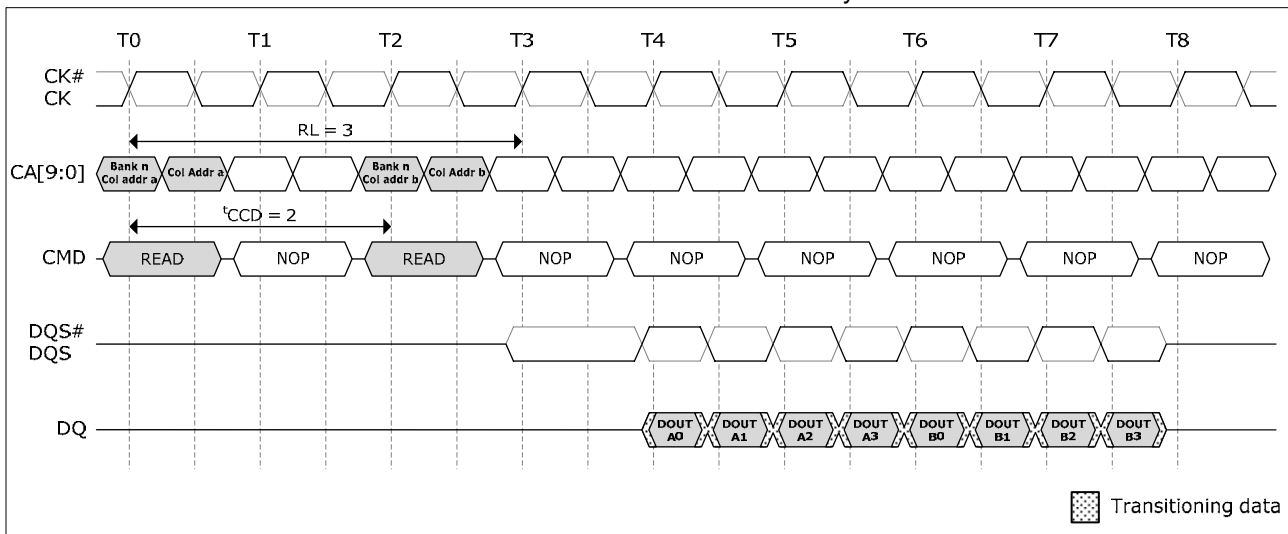 T0 T1 T2 T3 T4 T5 T6 T7 T8
CK#
CK
RL = 3
CA[9:0]
Bank n
Col addr a
Col Addr a
Bank n
Col addr b
Col Addr b
tCCD = 2
CMD READ NOP READ NOP NOP NOP NOP NOP NOP
DQS#
DQS
DQ
DOUT A0
DOUT A1
DOUT A2
DOUT A3
DOUT B0
DOUT B1
DOUT B2
DOUT B3
Transitioning data